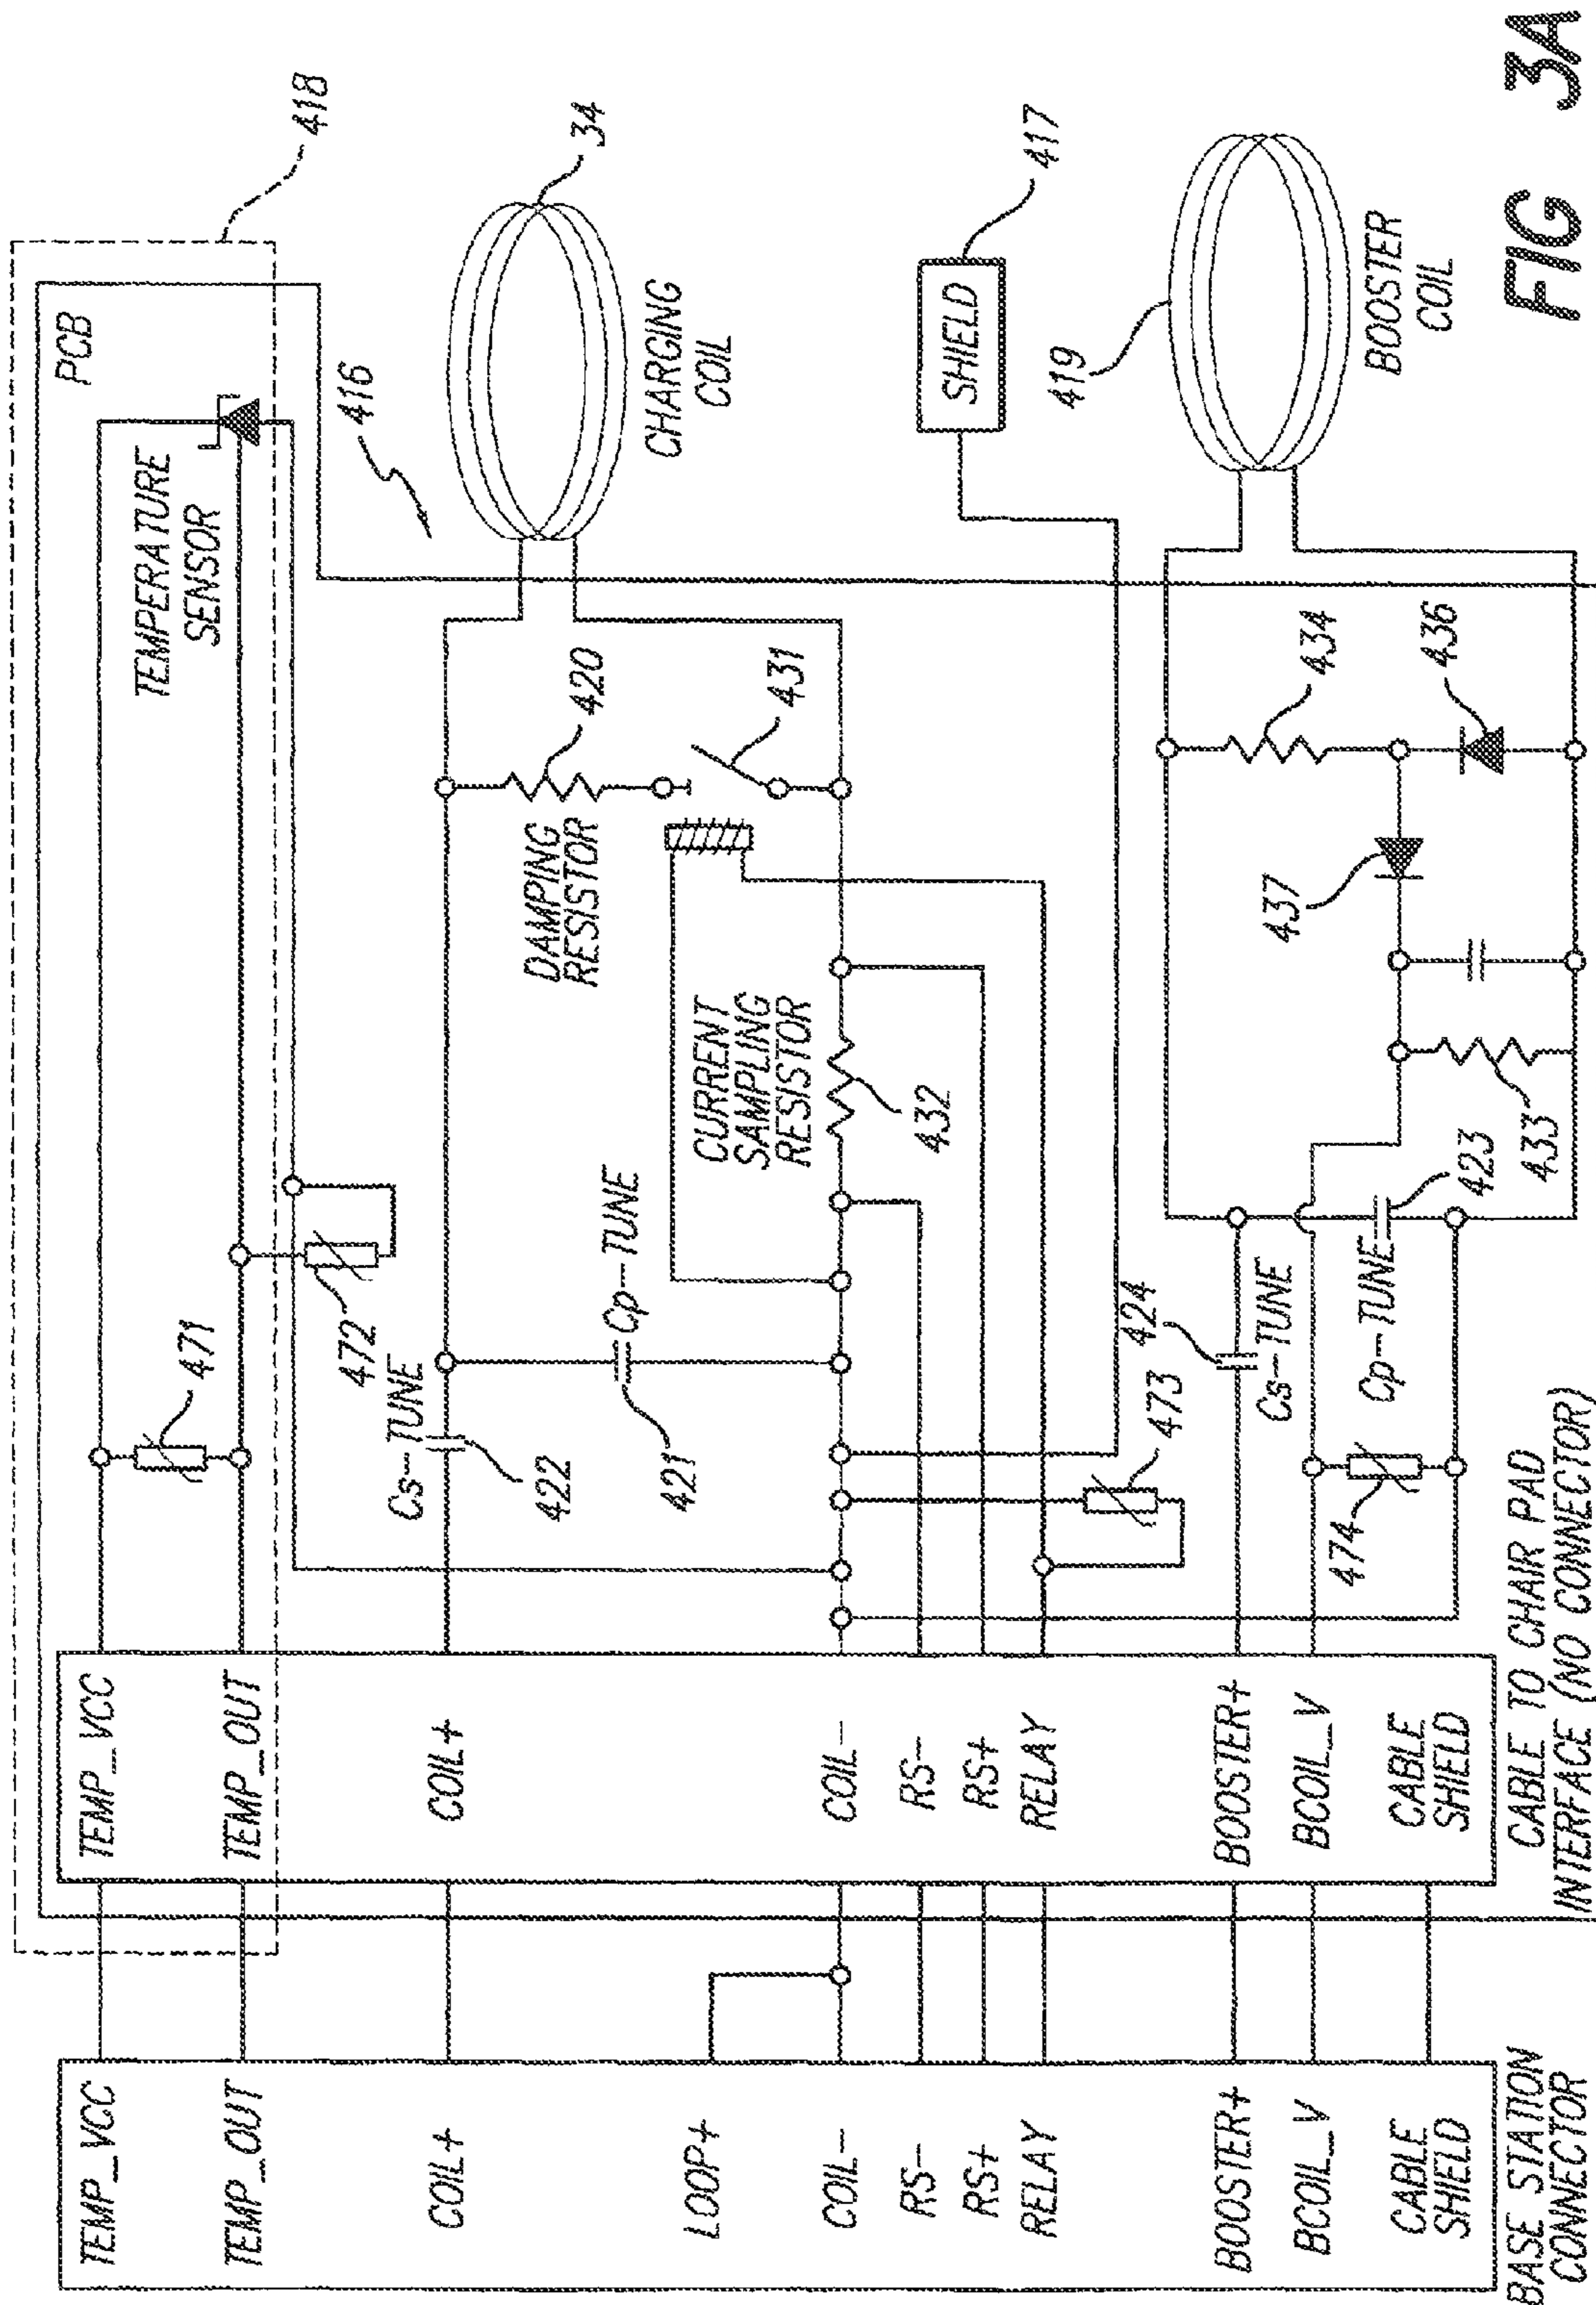 418
PCB
TEMPERATURE
SENSOR
416
34
CHARGING
COIL
SHIELD
417
419
BOOSTER
COIL
471
472
Cs-TUNE
422
421
Cp-TUNE
DAMPING
RESISTOR
420
431
CURRENT
SAMPLING
RESISTOR
432
473
424
Cs-TUNE
474
Cp-TUNE
423
433
437
434
436
TEMP_VCC
TEMP_OUT
COIL+
COIL-
RS-
RS+
RELAY
BOOSTER+
BCOIL_V
CABLE
SHIELD
CABLE TO CHAIR PAD
INTERFACE (NO CONNECTOR)
TEMP_VCC
TEMP_OUT
COIL+
LOOP+
COIL-
RS-
RS+
RELAY
BOOSTER+
BCOIL_V
CABLE
SHIELD
BASE STATION
CONNECTOR
FIG 3A